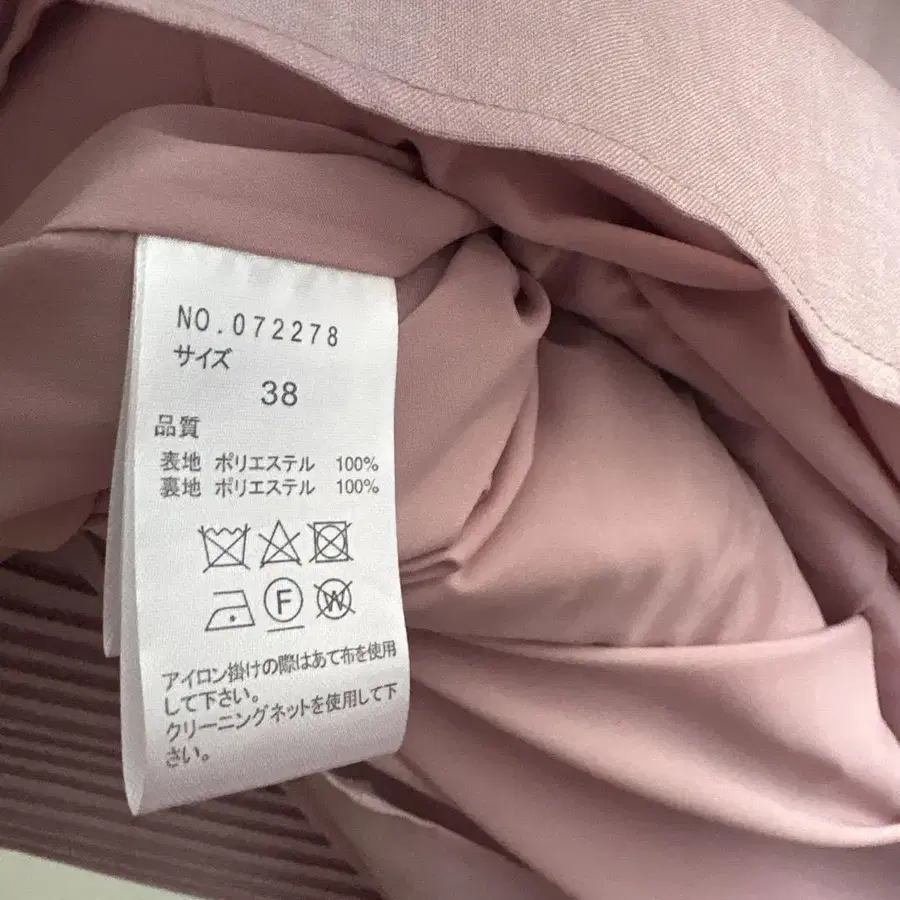 NO.072278
サイズ
38
品質
表地 ポリエステル 100%
裏地 ポリエステル 100%
F W
アイロン掛けの際はあて布を使用
して下さい。
クリーニングネットを使用して下
さい。